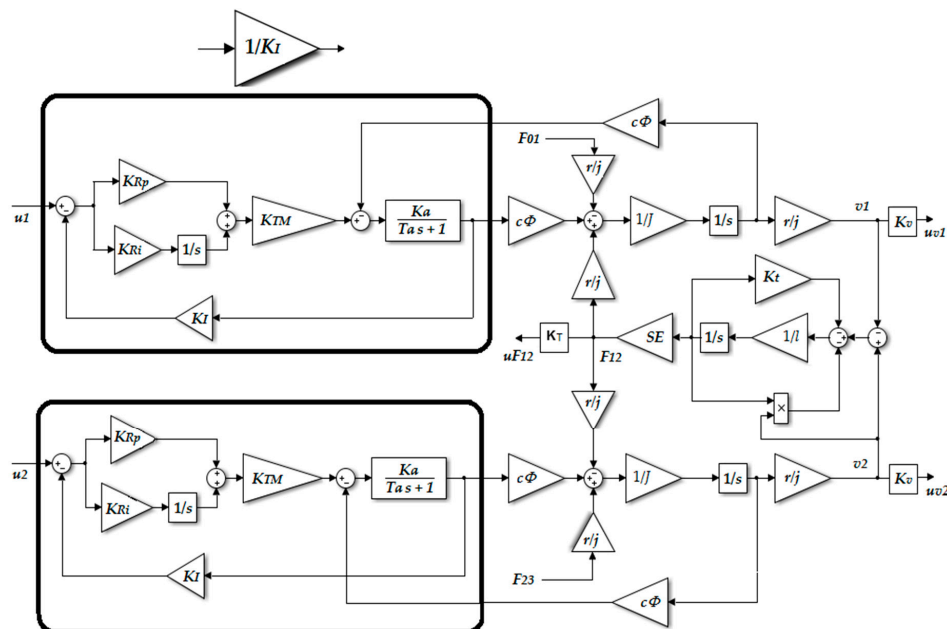 1/KI
cΦ
F01
r/j
KRp
u1
KTM
Ka
Ta s + 1
cΦ
1/J
1/s
r/j
v1
Kv
uv1
KRi
1/s
r/j
Kt
KI
KT
SE
1/s
1/l
uF12
F12
r/j
×
KRp
u2
KTM
Ka
Ta s + 1
cΦ
1/J
1/s
r/j
v2
Kv
uv2
KRi
1/s
r/j
KI
F23
cΦ